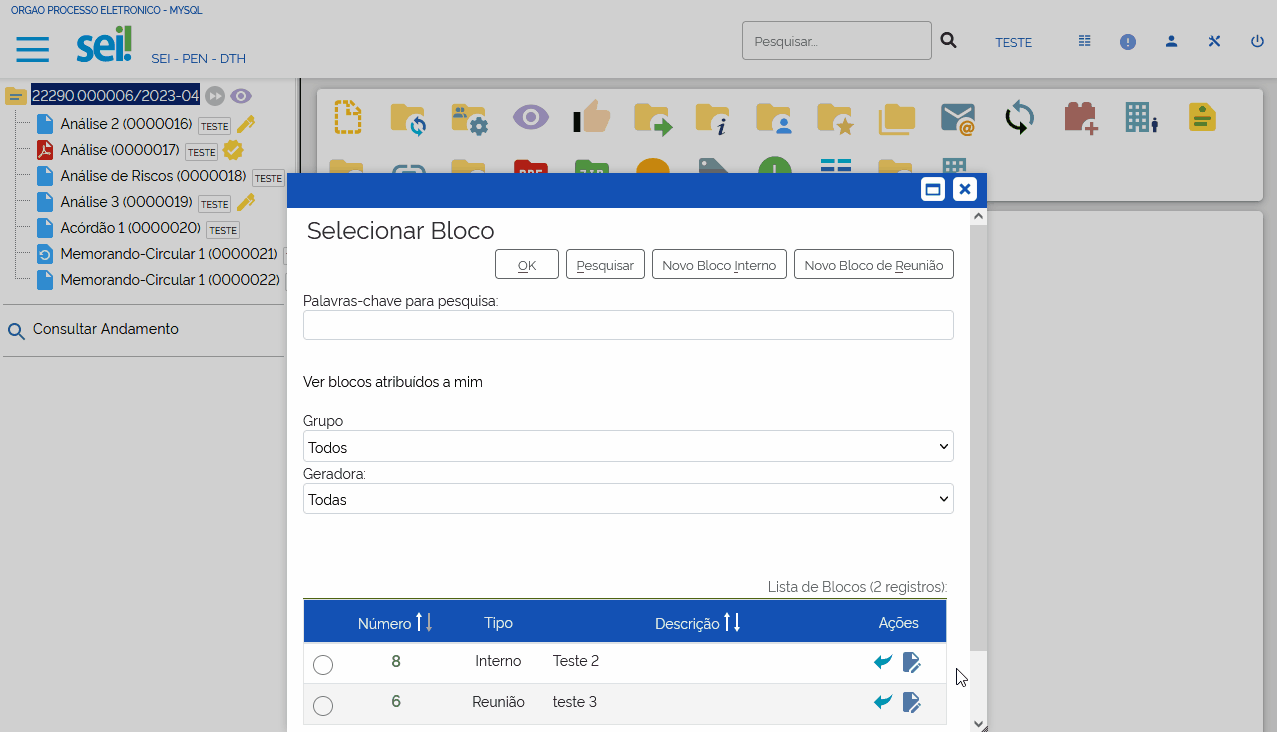 ORGAO PROCESSO ELETRONICO - MYSQL
sei!
SEI - PEN - DTH
Pesquisar...
TESTE
22290.000006/2023-04
Análise 2 (0000016) TESTE
Análise (0000017) TESTE
Análise de Riscos (0000018) TESTE
Análise 3 (0000019) TESTE
Acórdão 1 (0000020) TESTE
Memorando-Circular 1 (0000021)
Memorando-Circular 1 (0000022)
Consultar Andamento
Selecionar Bloco
OK Pesquisar Novo Bloco Interno Novo Bloco de Reunião
Palavras-chave para pesquisa:
Ver blocos atribuídos a mim
Grupo
Todos
Geradora:
Todas
Lista de Blocos (2 registros):
Número Tipo Descrição Ações
8 Interno Teste 2
6 Reunião teste 3